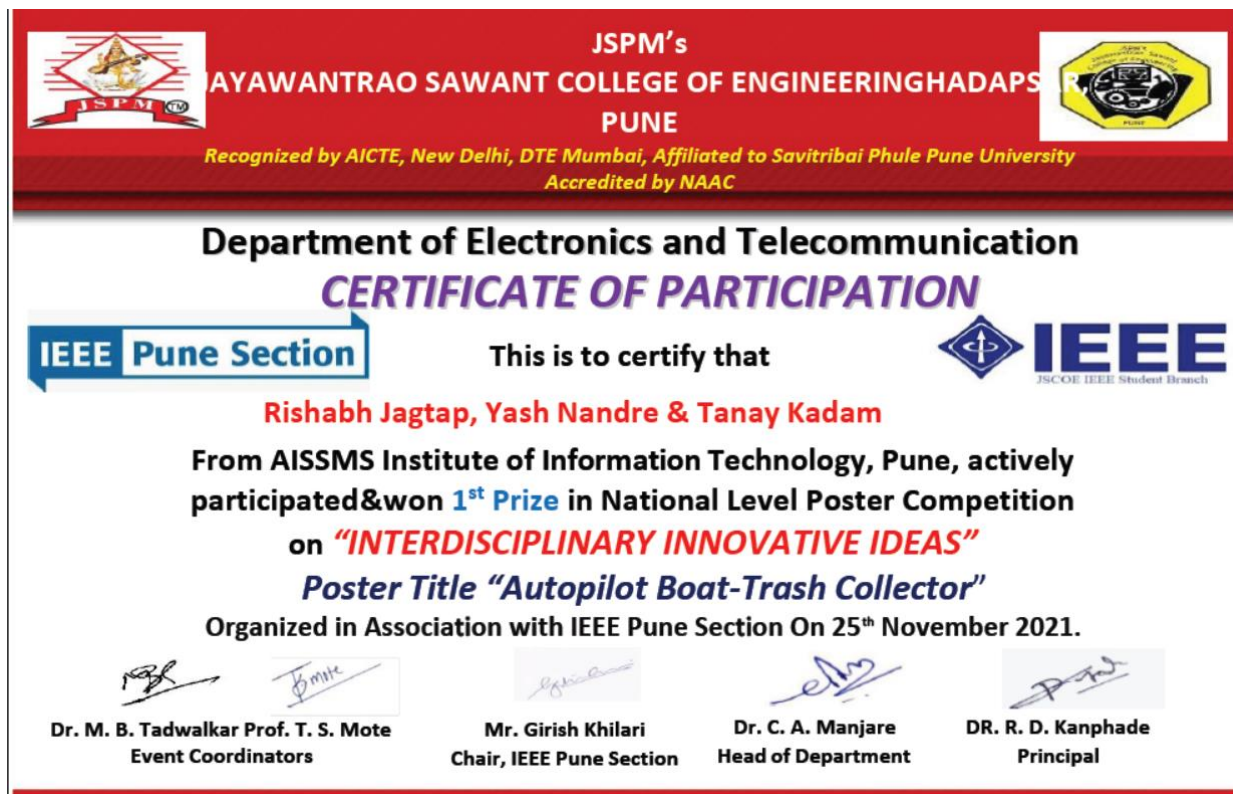 JSPM's
JAYAWANTRAO SAWANT COLLEGE OF ENGINEERINGHADAPSAR,
PUNE
Recognized by AICTE, New Delhi, DTE Mumbai, Affiliated to Savitribai Phule Pune University
Accredited by NAAC
JSPM TM
PUNE
Department of Electronics and Telecommunication
CERTIFICATE OF PARTICIPATION
IEEE Pune Section
This is to certify that
IEEE
JSCOE IEEE Student Branch
Rishabh Jagtap, Yash Nandre & Tanay Kadam
From AISSMS Institute of Information Technology, Pune, actively
participated&won 1st Prize in National Level Poster Competition
on “INTERDISCIPLINARY INNOVATIVE IDEAS”
Poster Title “Autopilot Boat-Trash Collector”
Organized in Association with IEEE Pune Section On 25th November 2021.
Dr. M. B. Tadwalkar Prof. T. S. Mote
Event Coordinators
Mr. Girish Khilari
Chair, IEEE Pune Section
Dr. C. A. Manjare
Head of Department
DR. R. D. Kanphade
Principal